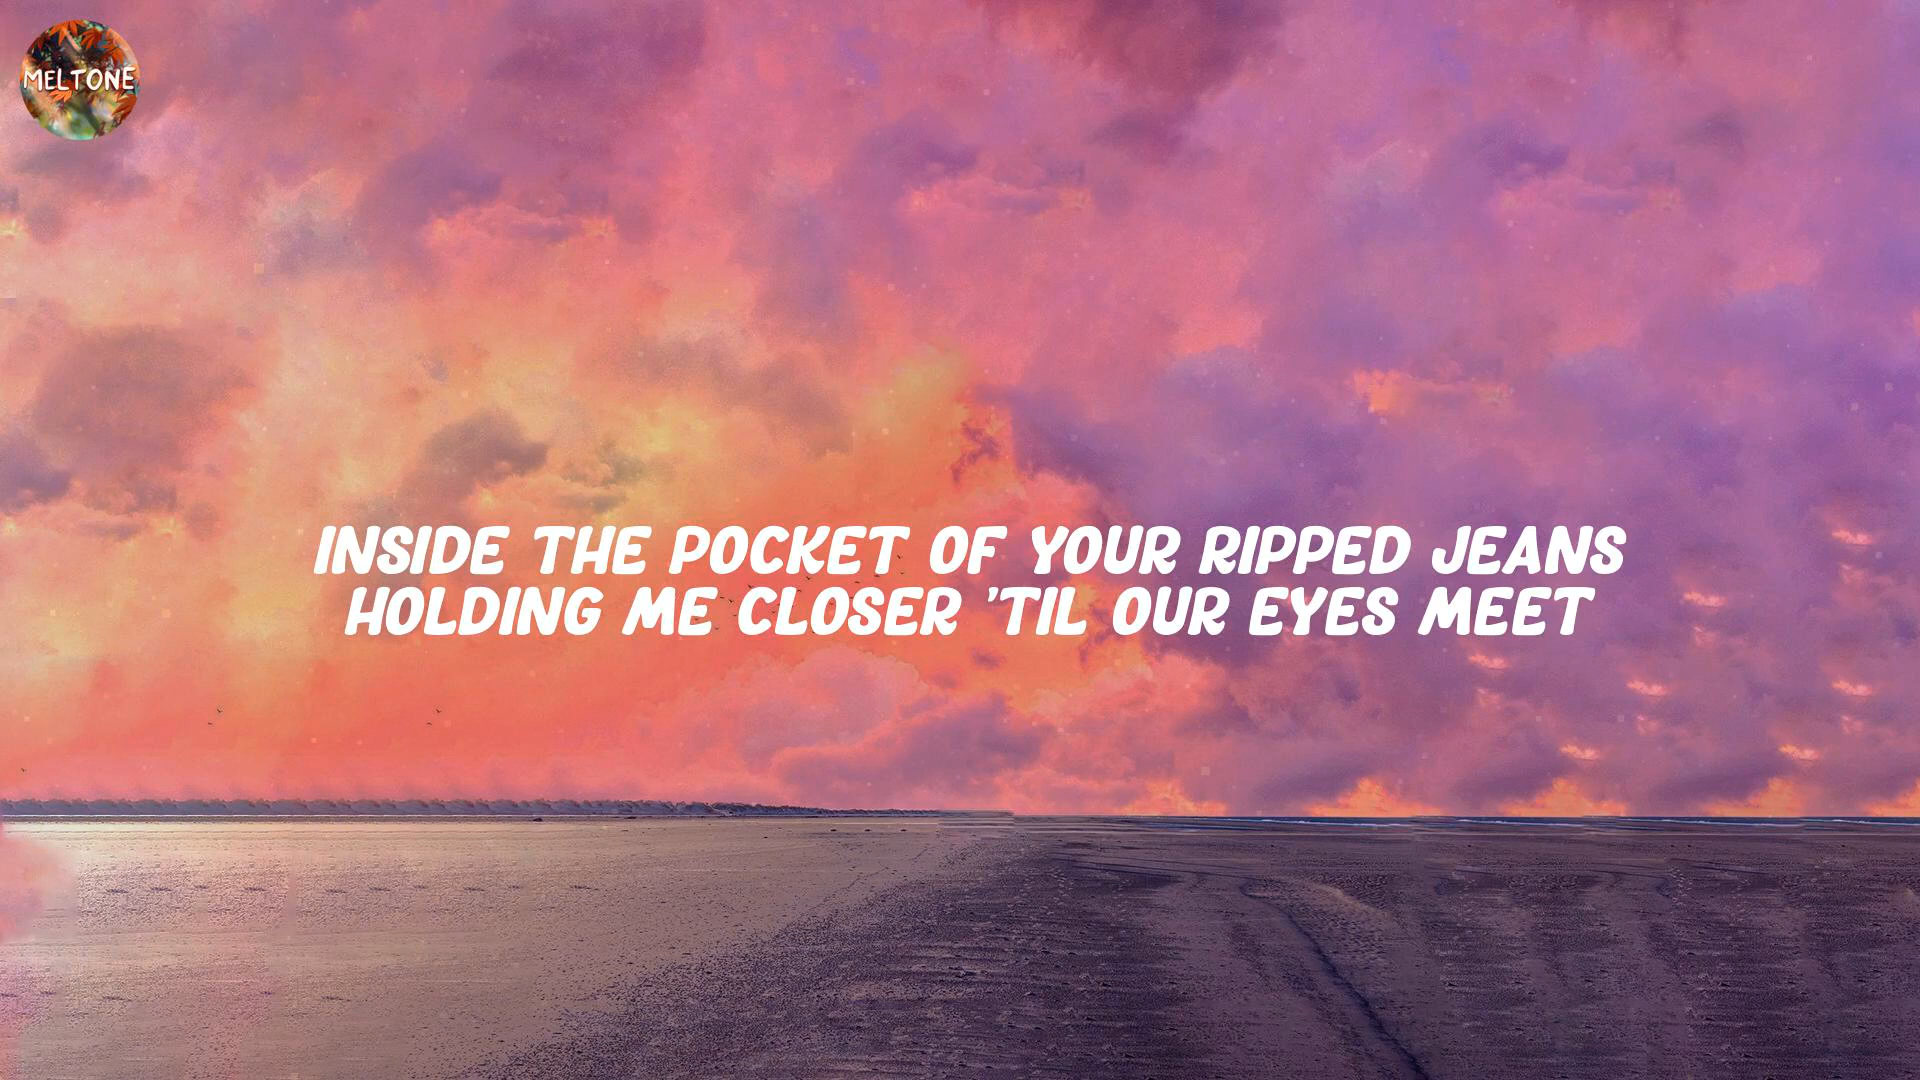 MELTONE
INSIDE THE POCKET OF YOUR RIPPED JEANS
HOLDING ME CLOSER 'TIL OUR EYES MEET